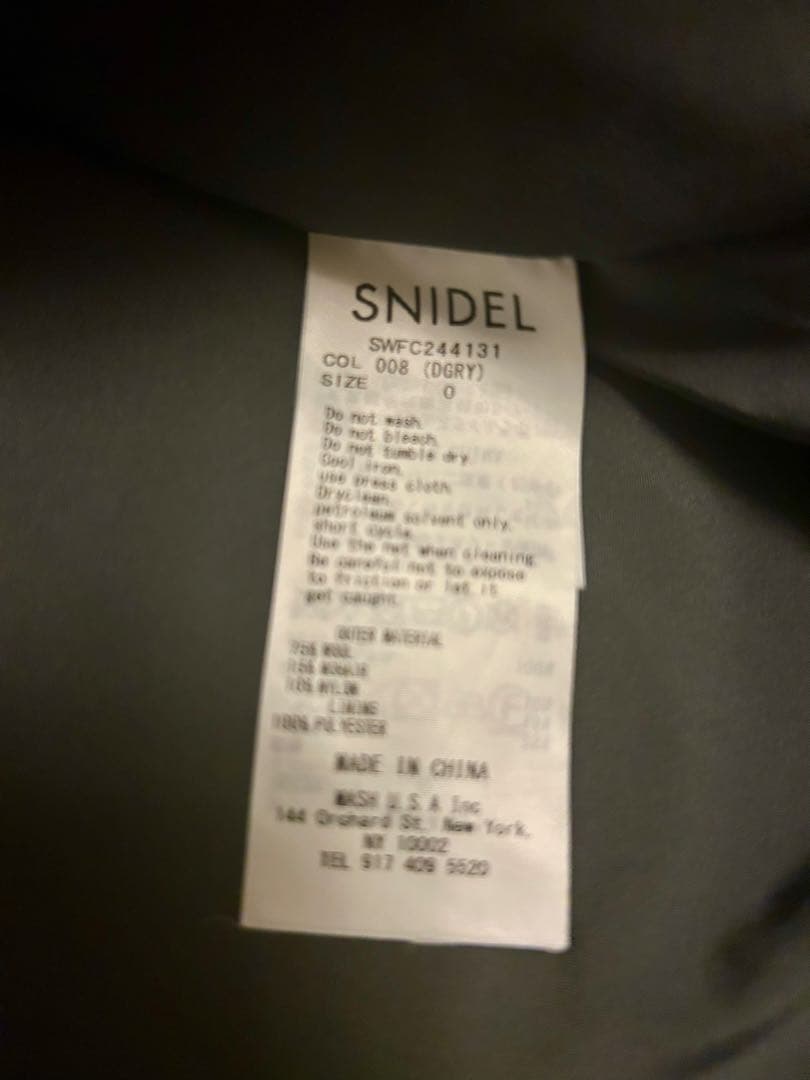 SNIDEL
SWFC244131
COL 008 (DGRY)
SIZE 0
Do not wash.
Do not bleach.
Do not tumble dry.
Cool iron.
use press cloth.
Dryclean.
petroleum solvent only.
short cycle.
Use the net when cleaning.
Be careful not to expose
to friction or let it
get caught.
OUTER MATERIAL
WOOL
10% NYLON
LINING
100% POLYESTER
MADE IN CHINA
MASH U.S.A Inc
144 Orchard St. New York,
NY 10002
TEL 917 409 5520